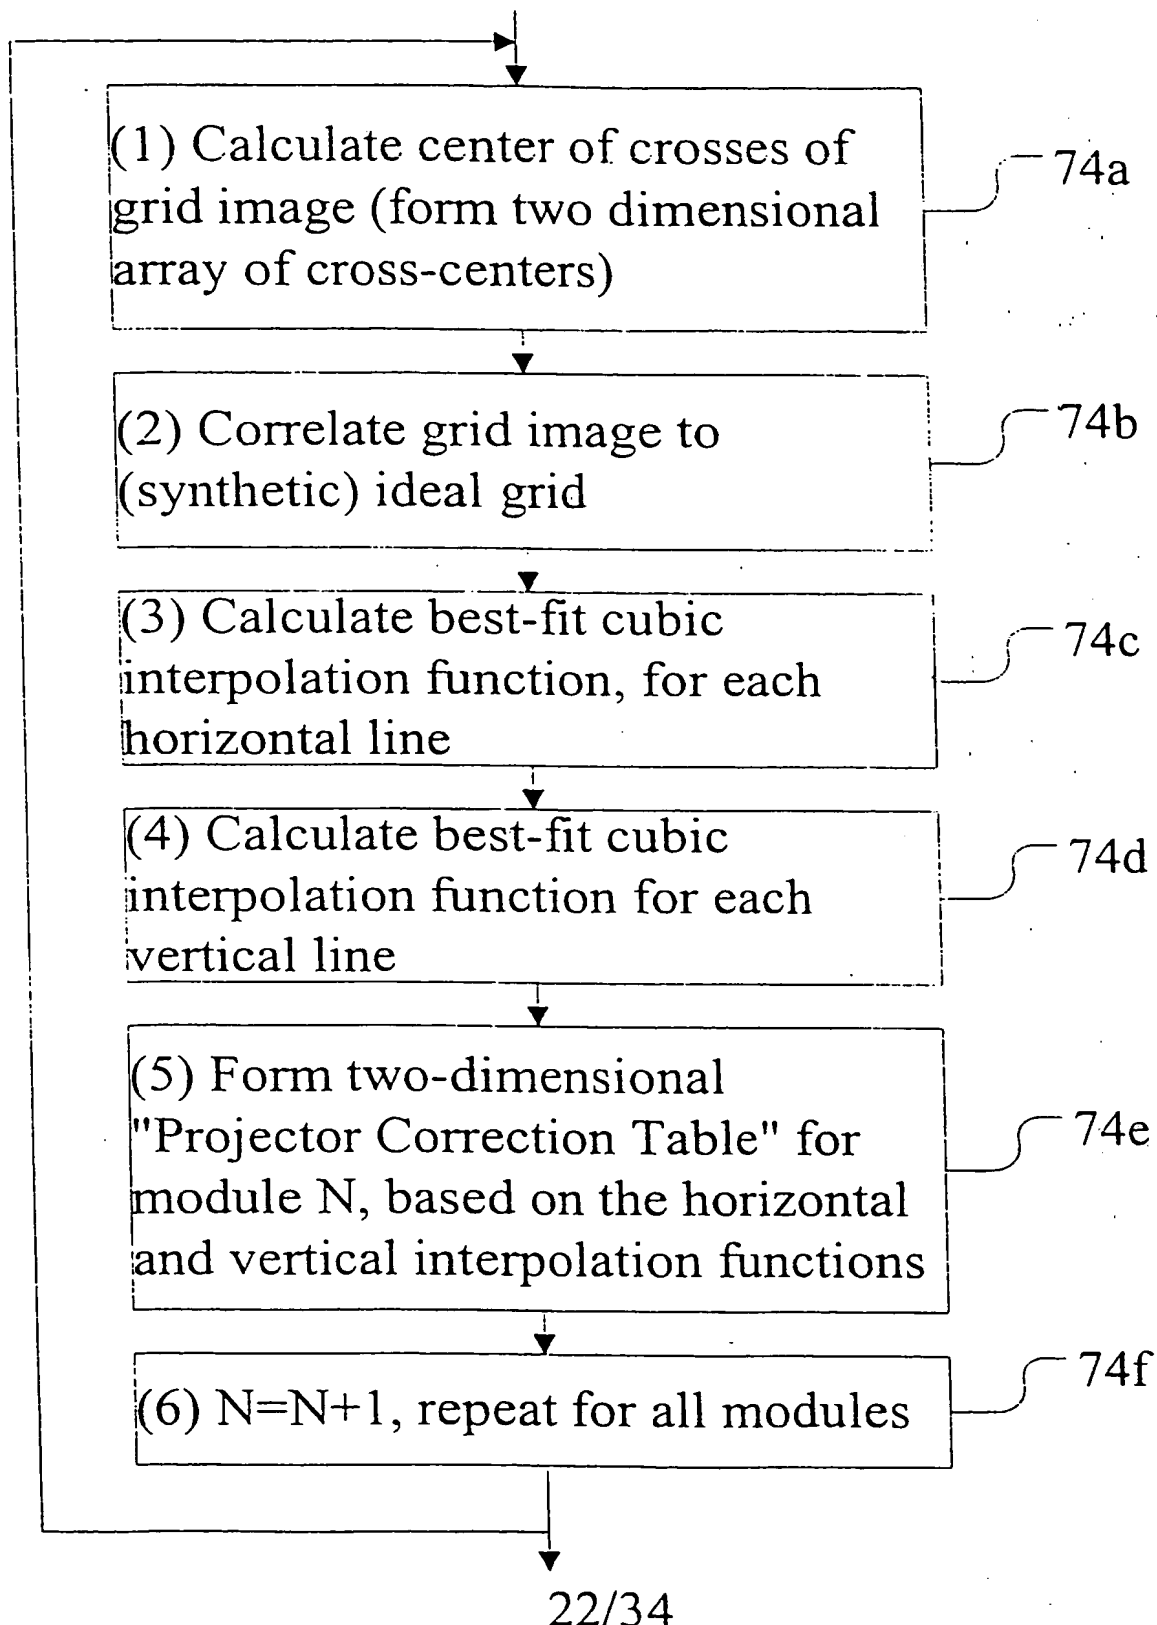 (1) Calculate center of crosses of
grid image (form two dimensional
array of cross-centers)
74a
(2) Correlate grid image to
(synthetic) ideal grid
74b
(3) Calculate best-fit cubic
interpolation function, for each
horizontal line
74c
(4) Calculate best-fit cubic
interpolation function for each
vertical line
74d
(5) Form two-dimensional
"Projector Correction Table" for
module N, based on the horizontal
and vertical interpolation functions
74e
(6) N=N+1, repeat for all modules
74f
22/34